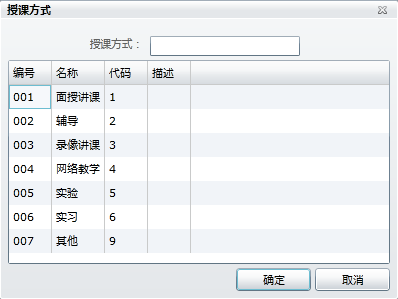 授课方式
授课方式：
编号 名称 代码 描述
001 面授讲课 1
002 辅导 2
003 录像讲课 3
004 网络教学 4
005 实验 5
006 实习 6
007 其他 9
确定 取消